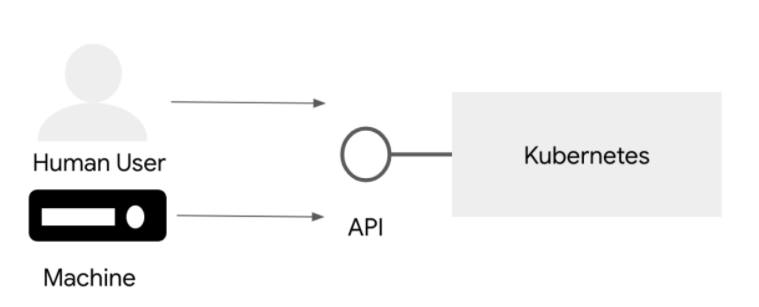 Human User
Machine
API
Kubernetes